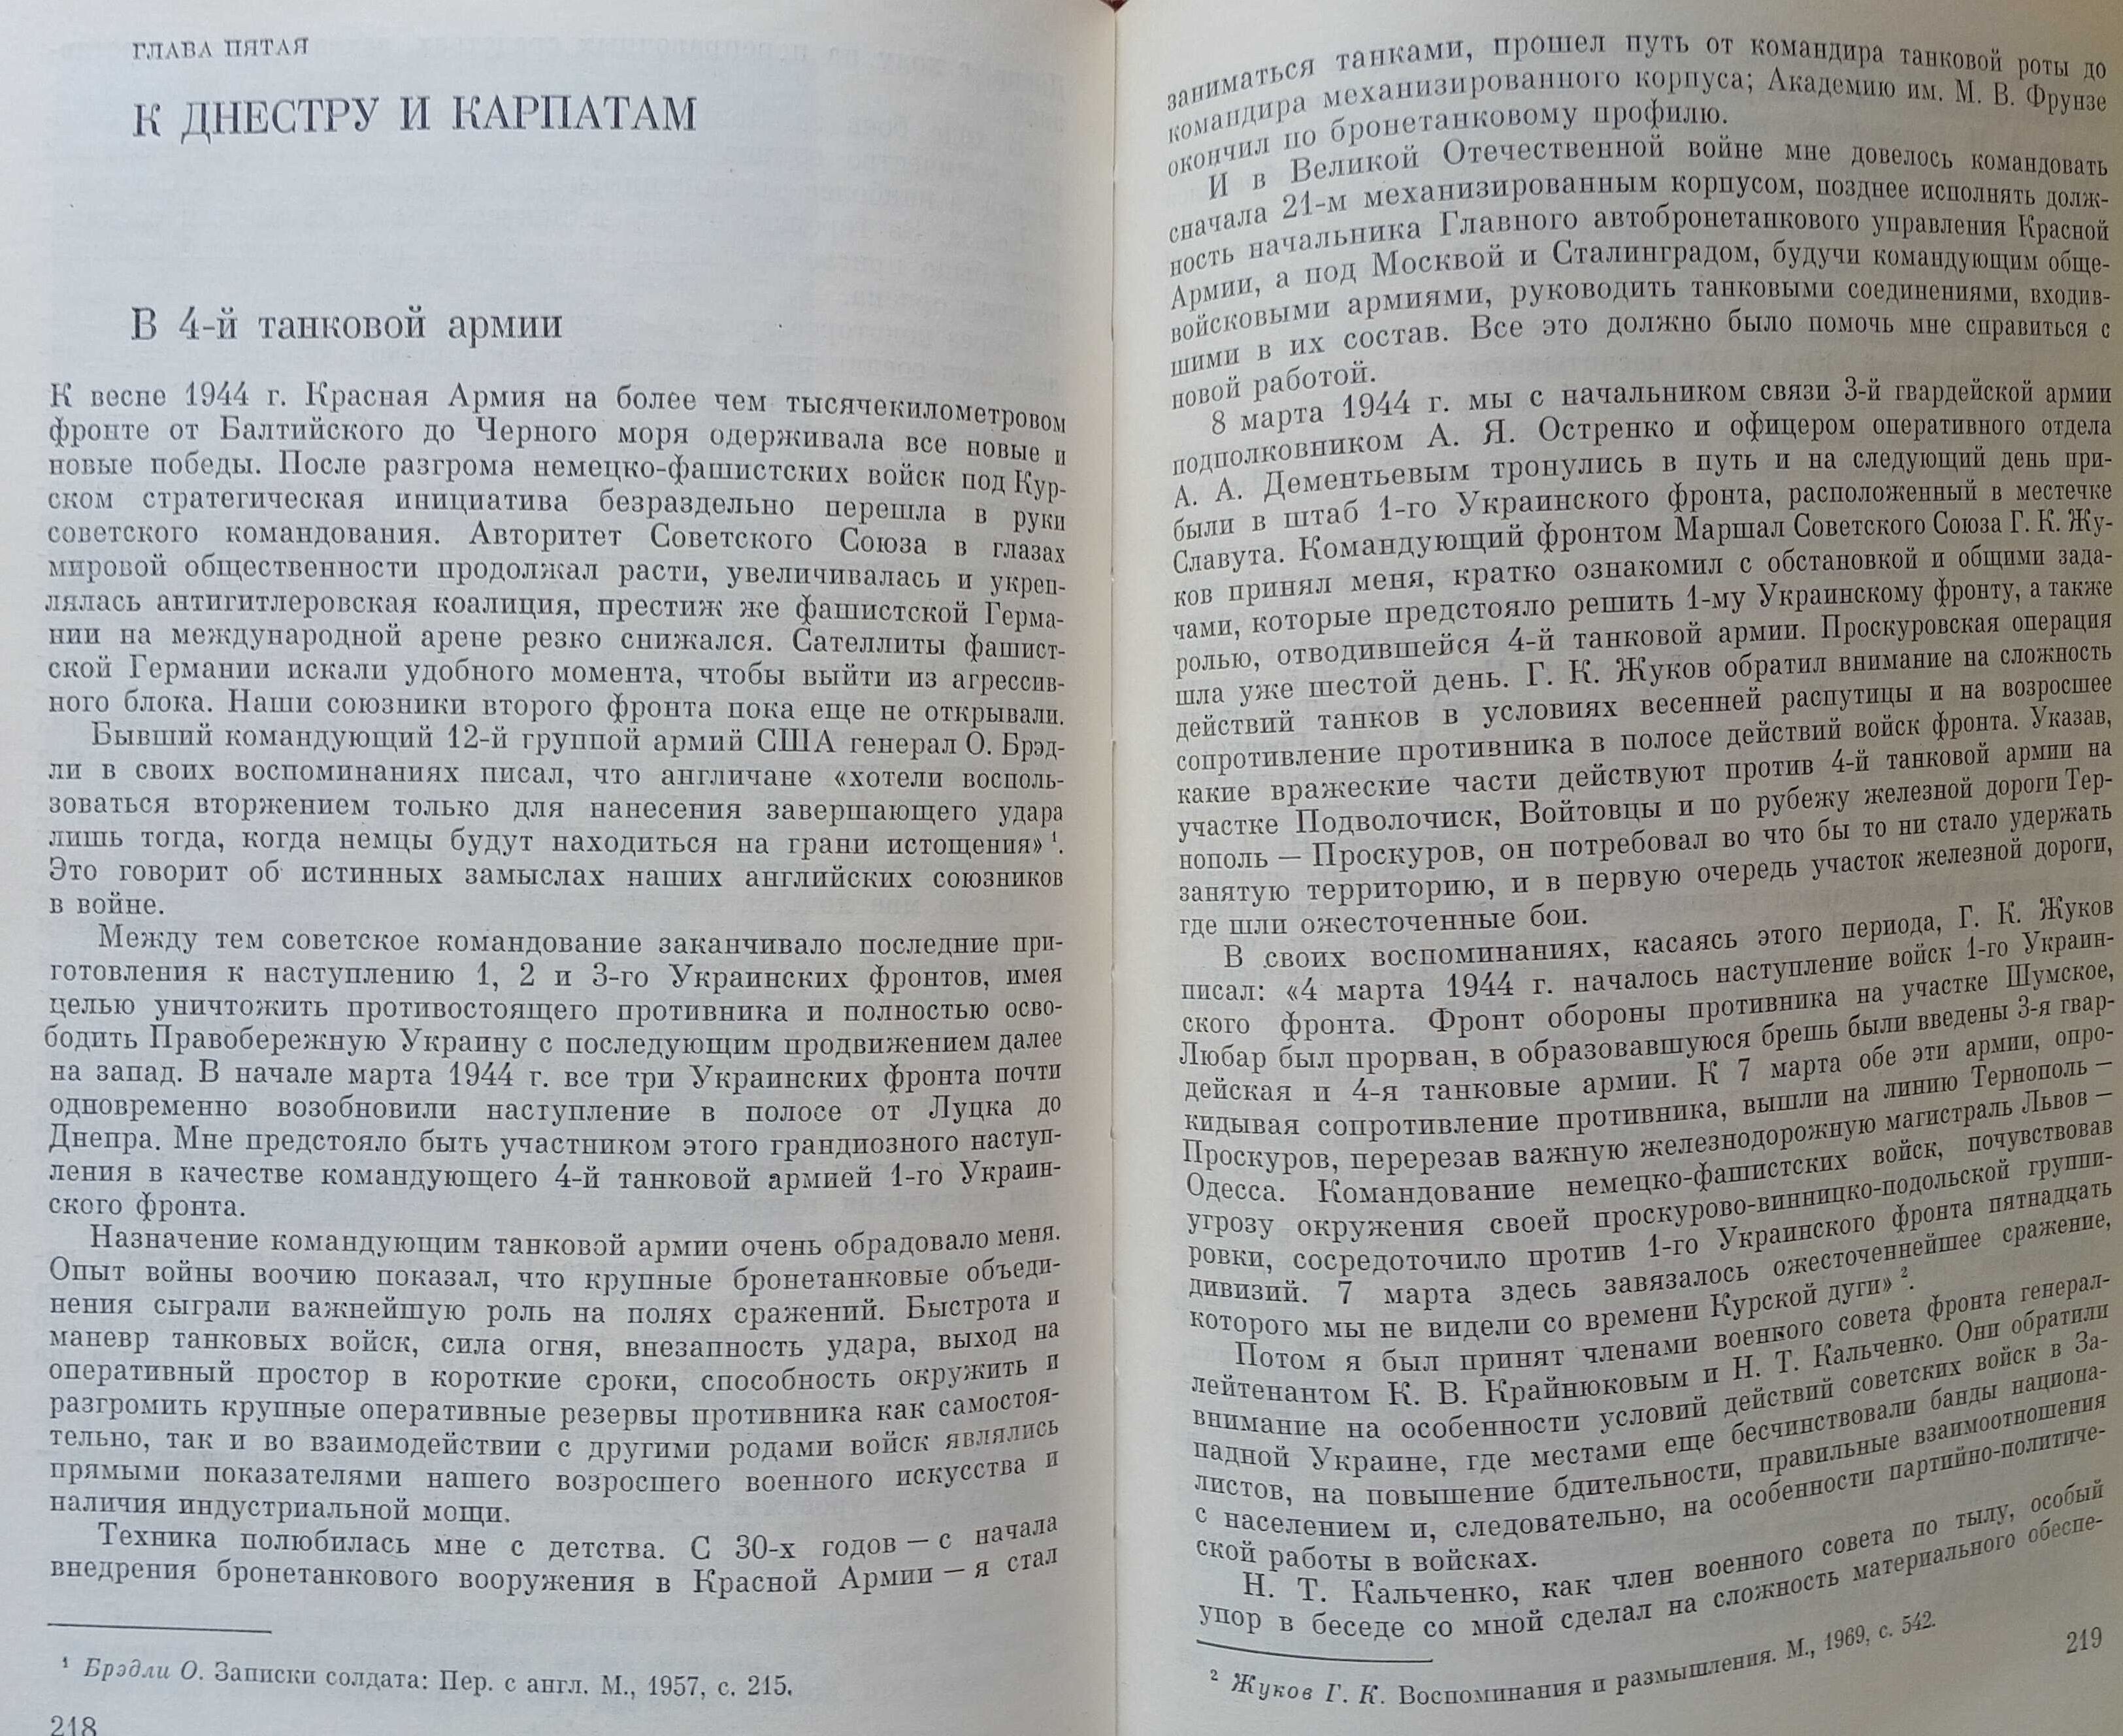 ГЛАВА ПЯТАЯ
К ДНЕСТРУ И КАРПАТАМ
В 4-й танковой армии
К весне 1944 г. Красная Армия на более чем тысячекилометровом
фронте от Балтийского до Черного моря одерживала все новые и
новые победы. После разгрома немецко-фашистских войск под Кур-
ском стратегическая инициатива безраздельно перешла в руки
советского командования. Авторитет Советского Союза в глазах
мировой общественности продолжал расти, увеличивалась и укреп-
лялась антигитлеровская коалиция, престиж же фашистской Герма-
нии на международной арене резко снижался. Сателлиты фашист-
ской Германии искали удобного момента, чтобы выйти из агрессив-
ного блока. Наши союзники второго фронта пока еще не открывали.
Бывший командующий 12-й группой армий США генерал О. Брэд-
ли в своих воспоминаниях писал, что англичане «хотели восполь-
зоваться вторжением только для нанесения завершающего удара
лишь тогда, когда немцы будут находиться на грани истощения» ¹.
Это говорит об истинных замыслах наших английских союзников
в войне.
Между тем советское командование заканчивало последние при-
готовления к наступлению 1, 2 и 3-го Украинских фронтов, имея
целью уничтожить противостоящего противника и полностью осво-
бодить Правобережную Украину с последующим продвижением далее
на запад. В начале марта 1944 г. все три Украинских фронта почти
одновременно возобновили наступление в полосе от Луцка до
Днепра. Мне предстояло быть участником этого грандиозного наступ-
ления в качестве командующего 4-й танковой армией 1-го Украин-
ского фронта.
Назначение командующим танковой армии очень обрадовало меня.
Опыт войны воочию показал, что крупные бронетанковые объеди-
нения сыграли важнейшую роль на полях сражений. Быстрота и
маневр танковых войск, сила огня, внезапность удара, выход на
оперативный простор в короткие сроки, способность окружить и
разгромить крупные оперативные резервы противника как самостоя-
тельно, так и во взаимодействии с другими родами войск являлись
прямыми показателями нашего возросшего военного искусства и
наличия индустриальной мощи.
Техника полюбилась мне с детства. С 30-х годов — с начала
внедрения бронетанкового вооружения в Красной Армии — я стал
¹ Брэдли О. Записки солдата: Пер. с англ. М., 1957, с. 215.
218
заниматься танками, прошел путь от командира танковой роты до
командира механизированного корпуса; Академию им. М. В. Фрунзе
окончил по бронетанковому профилю.
И в Великой Отечественной войне мне довелось командовать
сначала 21-м механизированным корпусом, позднее исполнять долж-
ность начальника Главного автобронетанкового управления Красной
Армии, а под Москвой и Сталинградом, будучи командующим обще-
войсковыми армиями, руководить танковыми соединениями, входив-
шими в их состав. Все это должно было помочь мне справиться с
новой работой.
8 марта 1944 г. мы с начальником связи 3-й гвардейской армии
подполковником А. Я. Остренко и офицером оперативного отдела
А. А. Дементьевым тронулись в путь и на следующий день при-
были в штаб 1-го Украинского фронта, расположенный в местечке
Славута. Командующий фронтом Маршал Советского Союза Г. К. Жу-
ков принял меня, кратко ознакомил с обстановкой и общими зада-
чами, которые предстояло решить 1-му Украинскому фронту, а также
ролью, отводившейся 4-й танковой армии. Проскуровская операция
шла уже шестой день. Г. К. Жуков обратил внимание на сложность
действий танков в условиях весенней распутицы и на возросшее
сопротивление противника в полосе действий войск фронта. Указав,
какие вражеские части действуют против 4-й танковой армии на
участке Подволочиск, Войтовцы и по рубежу железной дороги Тер-
нополь — Проскуров, он потребовал во что бы то ни стало удержать
занятую территорию, и в первую очередь участок железной дороги,
где шли ожесточенные бои.
В своих воспоминаниях, касаясь этого периода, Г. К. Жуков
писал: «4 марта 1944 г. началось наступление войск 1-го Украин-
ского фронта. Фронт обороны противника на участке Шумское,
Любар был прорван, в образовавшуюся брешь были введены 3-я гвар-
дейская и 4-я танковые армии. К 7 марта обе эти армии, опро-
кидывая сопротивление противника, вышли на линию Тернополь —
Проскуров, перерезав важную железнодорожную магистраль Львов —
Одесса. Командование немецко-фашистских войск, почувствовав
угрозу окружения своей проскурово-винницко-подольской группи-
ровки, сосредоточило против 1-го Украинского фронта пятнадцать
дивизий. 7 марта здесь завязалось ожесточеннейшее сражение,
которого мы не видели со времени Курской дуги» ².
Потом я был принят членами военного совета фронта генерал-
лейтенантом К. В. Крайнюковым и Н. Т. Кальченко. Они обратили
внимание на особенности условий действий советских войск в За-
падной Украине, где местами еще бесчинствовали банды национа-
листов, на повышение бдительности, правильные взаимоотношения
с населением и, следовательно, на особенности партийно-политиче-
ской работы в войсках.
Н. Т. Кальченко, как член военного совета по тылу, особый
упор в беседе со мной сделал на сложность материального обеспе-
² Жуков Г. К. Воспоминания и размышления. М., 1969, с. 542.
219